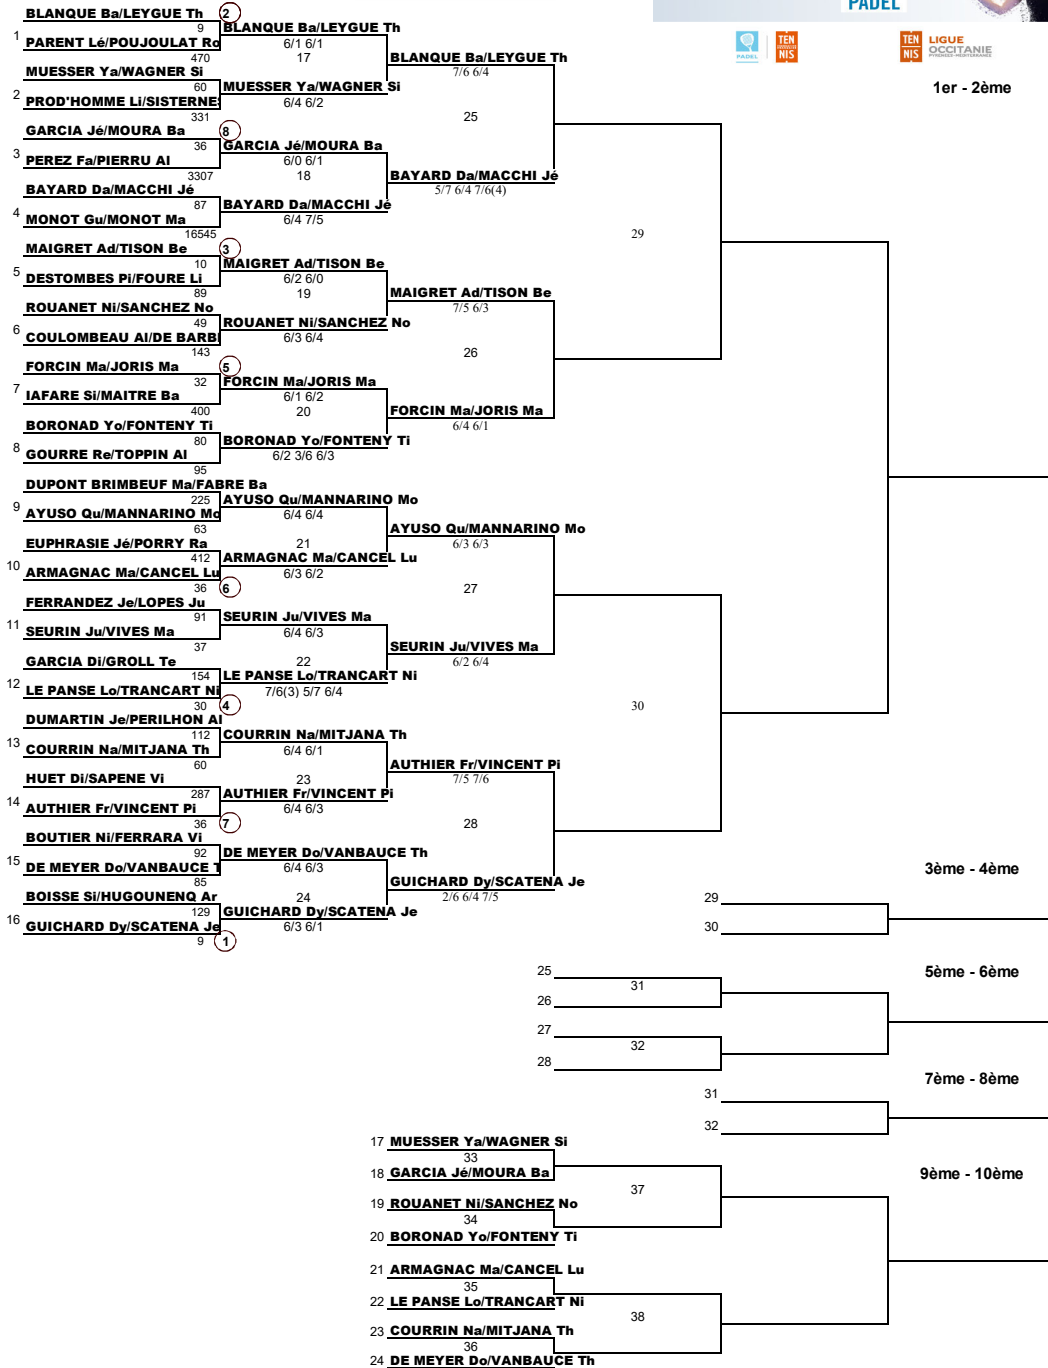 PADEL
PADEL
TEN
NIS
TEN
NIS
LIGUE
OCCITANIE
PYRÉNÉES-MÉDITERRANÉE
1er - 2ème
BLANQUE Ba/LEYGUE Th 2
9
1
PARENT Lé/POUJOULAT Ro
470
MUESSER Ya/WAGNER Si
60
2
PROD'HOMME Li/SISTERNES
331
GARCIA Jé/MOURA Ba 8
36
3
PEREZ Fa/PIERRU Al
3307
BAYARD Da/MACCHI Jé
87
4
MONOT Gu/MONOT Ma
16545
MAIGRET Ad/TISON Be 3
10
5
DESTOMBES Pi/FOURE Li
89
ROUANET Ni/SANCHEZ No
49
6
COULOMBEAU Al/DE BARB
143
FORCIN Ma/JORIS Ma 5
32
7
IAFARE Si/MAITRE Ba
400
BORONAD Yo/FONTENY Ti
80
8
GOURRE Re/TOPPIN Al
95
DUPONT BRIMBEUF Ma/FABRE Ba
225
9
AYUSO Qu/MANNARINO Mo
63
EUPHRASIE Jé/PORRY Ra
412
10
ARMAGNAC Ma/CANCEL Lu
36 6
FERRANDEZ Je/LOPES Ju
91
11
SEURIN Ju/VIVES Ma
37
GARCIA Di/GROLL Te
154
12
LE PANSE Lo/TRANCART Ni
30 4
DUMARTIN Je/PERILHON Al
112
13
COURRIN Na/MITJANA Th
60
HUET Di/SAPENE Vi
287
14
AUTHIER Fr/VINCENT Pi
36 7
BOUTIER Ni/FERRARA Vi
92
15
DE MEYER Do/VANBAUCE T
85
BOISSE Si/HUGOUNENQ Ar
129
16
GUICHARD Dy/SCATENA Je
9 1
BLANQUE Ba/LEYGUE Th
6/1 6/1
17
MUESSER Ya/WAGNER Si
6/4 6/2
GARCIA Jé/MOURA Ba
6/0 6/1
18
BAYARD Da/MACCHI Jé
6/4 7/5
MAIGRET Ad/TISON Be
6/2 6/0
19
ROUANET Ni/SANCHEZ No
6/3 6/4
FORCIN Ma/JORIS Ma
6/1 6/2
20
BORONAD Yo/FONTENY Ti
6/2 3/6 6/3
AYUSO Qu/MANNARINO Mo
6/4 6/4
21
ARMAGNAC Ma/CANCEL Lu
6/3 6/2
SEURIN Ju/VIVES Ma
6/4 6/3
22
LE PANSE Lo/TRANCART Ni
7/6(3) 5/7 6/4
COURRIN Na/MITJANA Th
6/4 6/1
23
AUTHIER Fr/VINCENT Pi
6/4 6/3
DE MEYER Do/VANBAUCE Th
6/4 6/3
24
GUICHARD Dy/SCATENA Je
6/3 6/1
BLANQUE Ba/LEYGUE Th
7/6 6/4
25
BAYARD Da/MACCHI Jé
5/7 6/4 7/6(4)
MAIGRET Ad/TISON Be
7/5 6/3
26
FORCIN Ma/JORIS Ma
6/4 6/1
AYUSO Qu/MANNARINO Mo
6/3 6/3
27
SEURIN Ju/VIVES Ma
6/2 6/4
AUTHIER Fr/VINCENT Pi
7/5 7/6
28
GUICHARD Dy/SCATENA Je
2/6 6/4 7/5
29
30
3ème - 4ème
29
30
5ème - 6ème
25
31
26
27
32
28
7ème - 8ème
31
32
9ème - 10ème
17 MUESSER Ya/WAGNER Si
33
18 GARCIA Jé/MOURA Ba
37
19 ROUANET Ni/SANCHEZ No
34
20 BORONAD Yo/FONTENY Ti
21 ARMAGNAC Ma/CANCEL Lu
35
22 LE PANSE Lo/TRANCART Ni
38
23 COURRIN Na/MITJANA Th
36
24 DE MEYER Do/VANBAUCE Th